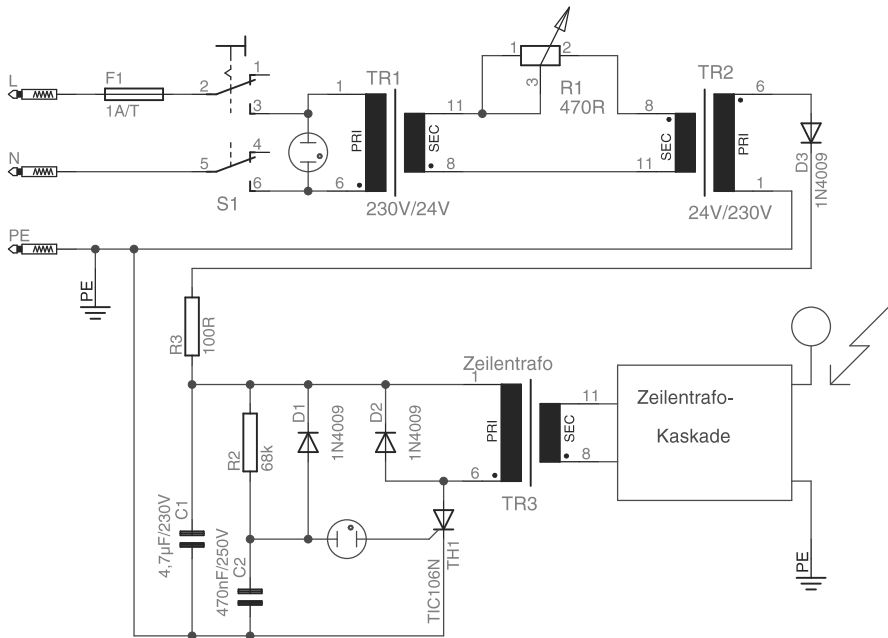 L
F1
1A/T
2
1
3
N
5
4
6
S1
PE
PE
1
TR1
PRI
6
230V/24V
11
SEC
8
1
2
3
R1
470R
8
SEC
11
TR2
PRI
6
1
24V/230V
D3
1N4009
R3
100R
R2
68k
D1
1N4009
D2
1N4009
C1
4,7µF/230V
C2
470nF/250V
TH1
TIC106N
Zeilentrafo
1
PRI
6
TR3
11
SEC
8
Zeilentrafo-
Kaskade
PE